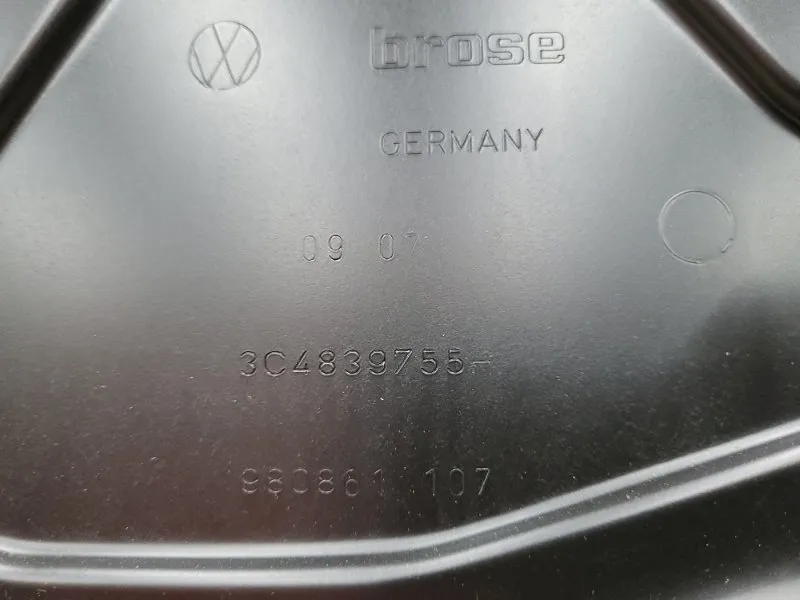 brose
GERMANY
09 07
3C4839755-
980861 107